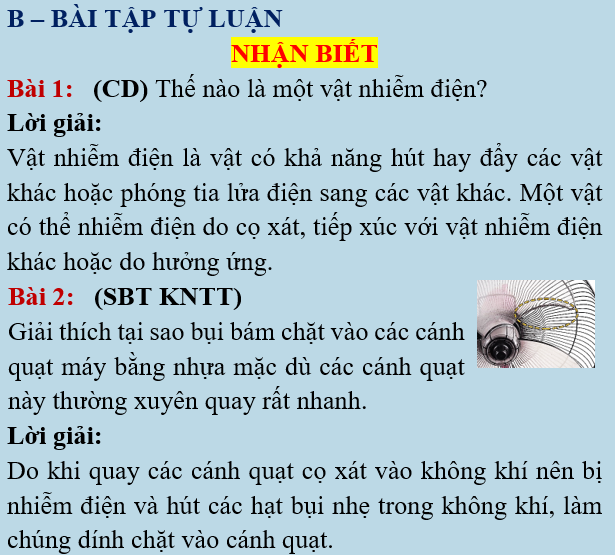 B – BÀI TẬP TỰ LUẬN
NHẬN BIẾT
Bài 1: (CD) Thế nào là một vật nhiễm điện?
Lời giải:
Vật nhiễm điện là vật có khả năng hút hay đẩy các vật
khác hoặc phóng tia lửa điện sang các vật khác. Một vật
có thể nhiễm điện do cọ xát, tiếp xúc với vật nhiễm điện
khác hoặc do hưởng ứng.
Bài 2: (SBT KNTT)
Giải thích tại sao bụi bám chặt vào các cánh
quạt máy bằng nhựa mặc dù các cánh quạt
này thường xuyên quay rất nhanh.
Lời giải:
Do khi quay các cánh quạt cọ xát vào không khí nên bị
nhiễm điện và hút các hạt bụi nhẹ trong không khí, làm
chúng dính chặt vào cánh quạt.